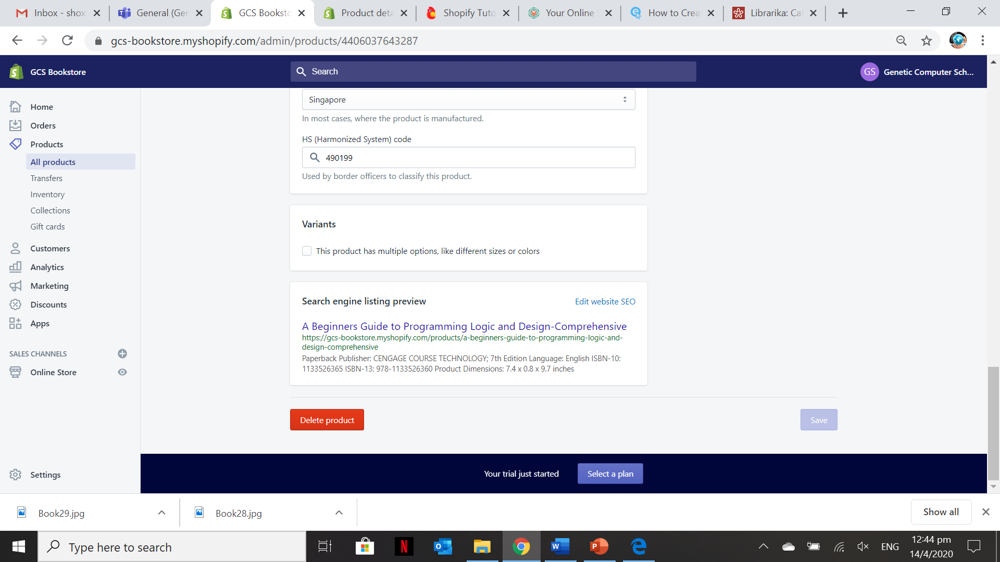 Inbox - shox
General (Ger
GCS Booksto
Product deta
Shopify Tuto
Your Online S
How to Crea
Librarika: Cat
gcs-bookstore.myshopify.com/admin/products/4406037643287
GCS Bookstore
Search
GS
Genetic Computer Sch...
Home
Orders
Products
All products
Transfers
Inventory
Collections
Gift cards
Customers
Analytics
Marketing
Discounts
Apps
SALES CHANNELS
Online Store
Settings
Singapore
In most cases, where the product is manufactured.
HS (Harmonized System) code
490199
Used by border officers to classify this product.
Variants
This product has multiple options, like different sizes or colors
Search engine listing preview
Edit website SEO
A Beginners Guide to Programming Logic and Design-Comprehensive
https://gcs-bookstore.myshopify.com/products/a-beginners-guide-to-programming-logic-and-
design-comprehensive
Paperback Publisher: CENGAGE COURSE TECHNOLOGY; 7th Edition Language: English ISBN-10:
1133526365 ISBN-13: 978-1133526360 Product Dimensions: 7.4 x 0.8 x 9.7 inches
Delete product
Save
Your trial just started
Select a plan
Book29.jpg
Book28.jpg
Show all
Type here to search
ENG
12:44 pm
14/4/2020